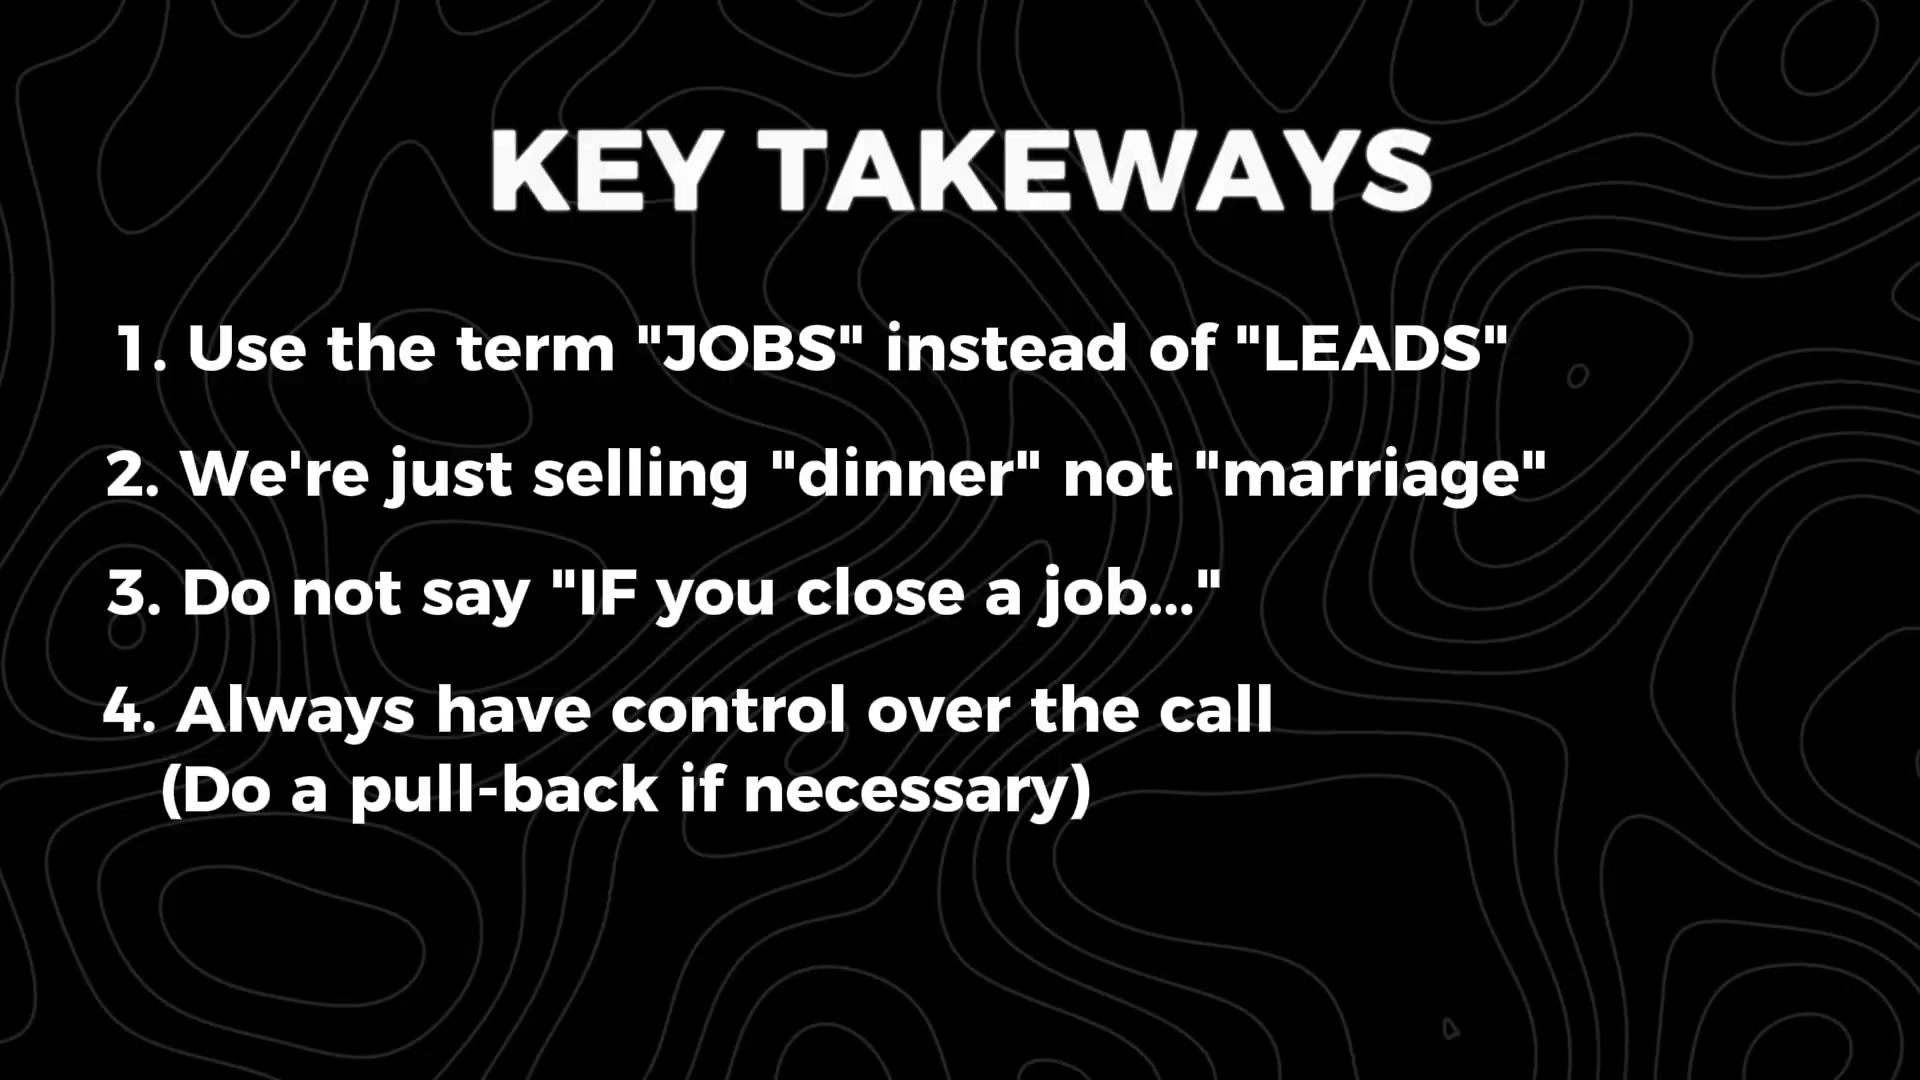 KEY TAKEWAYS
1. Use the term "JOBS" instead of "LEADS"
2. We're just selling "dinner" not "marriage"
3. Do not say "IF you close a job..."
4. Always have control over the call
(Do a pull-back if necessary)